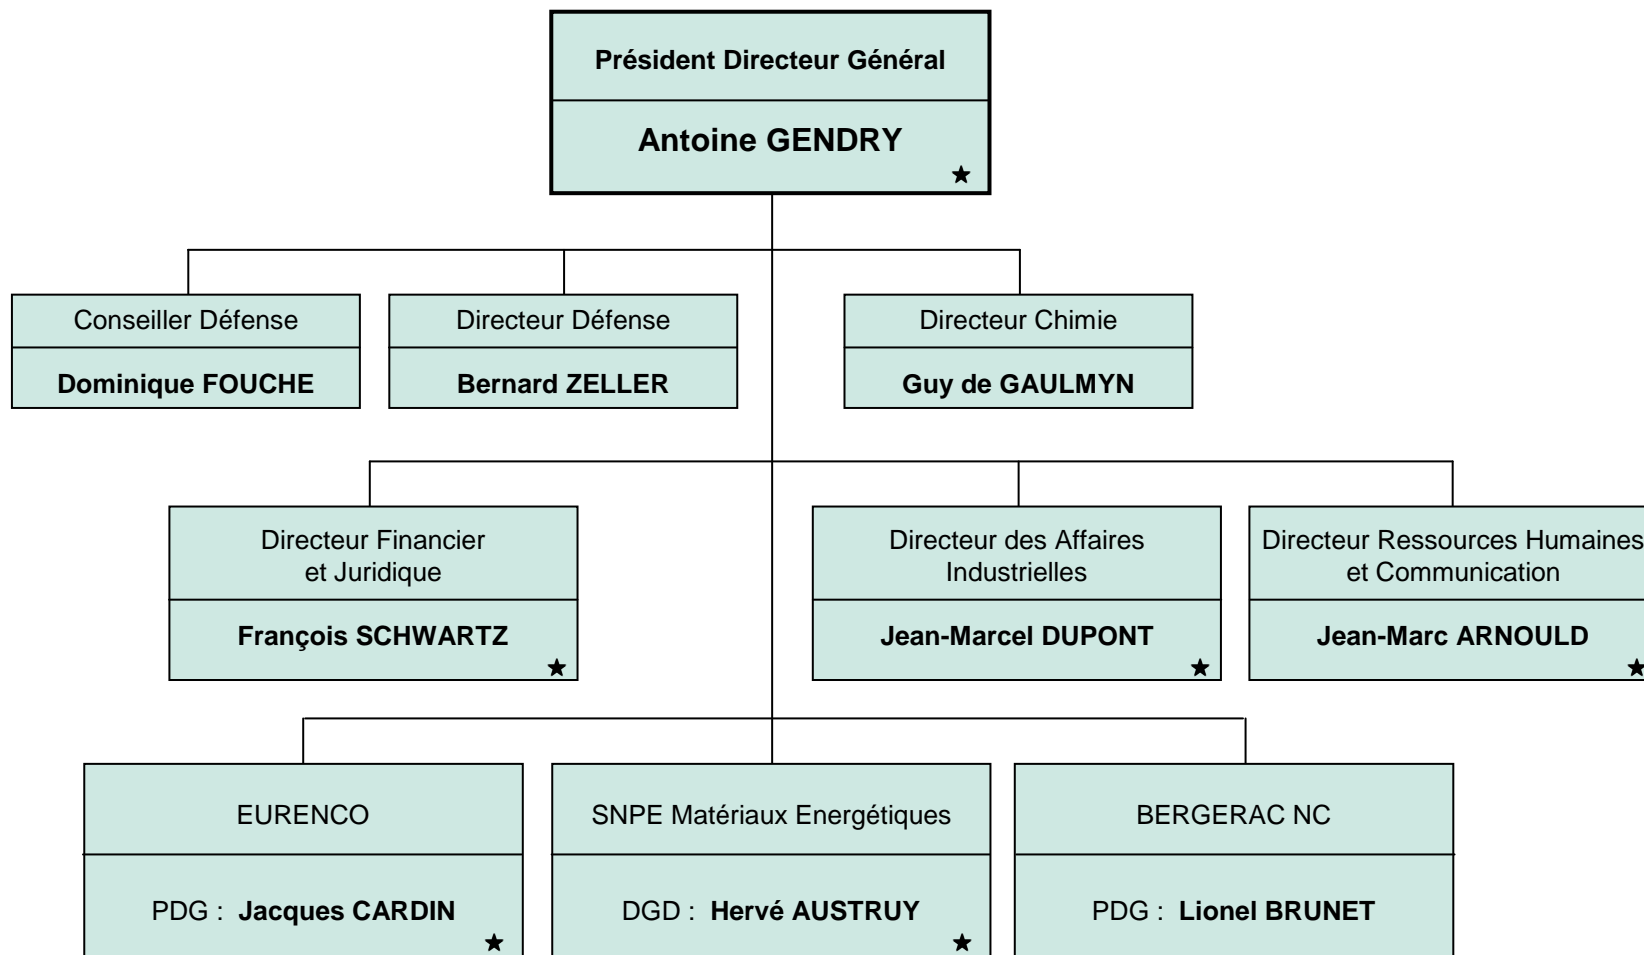 Président Directeur Général
Antoine GENDRY
Conseiller Défense
Dominique FOUCHE
Directeur Défense
Bernard ZELLER
Directeur Chimie
Guy de GAULMYN
Directeur Financier
et Juridique
François SCHWARTZ
Directeur des Affaires
Industrielles
Jean-Marcel DUPONT
Directeur Ressources Humaines
et Communication
Jean-Marc ARNOULD
EURENCO
PDG : Jacques CARDIN
SNPE Matériaux Energétiques
DGD : Hervé AUSTRUY
BERGERAC NC
PDG : Lionel BRUNET